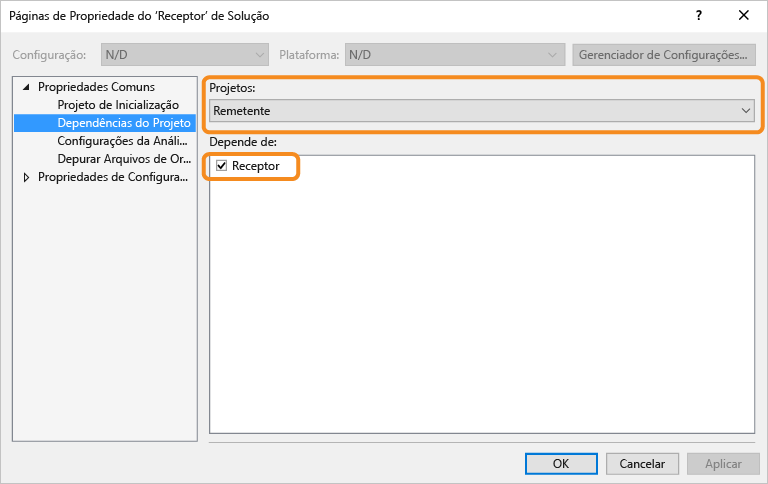 Páginas de Propriedade do 'Receptor' de Solução
?
Configuração: N/D Plataforma: N/D Gerenciador de Configurações...
Propriedades Comuns
Projeto de Inicialização
Dependências do Projeto
Configurações da Análi...
Depurar Arquivos de Or...
Propriedades de Configura...
Projetos:
Remetente
Depende de:
Receptor
OK Cancelar Aplicar